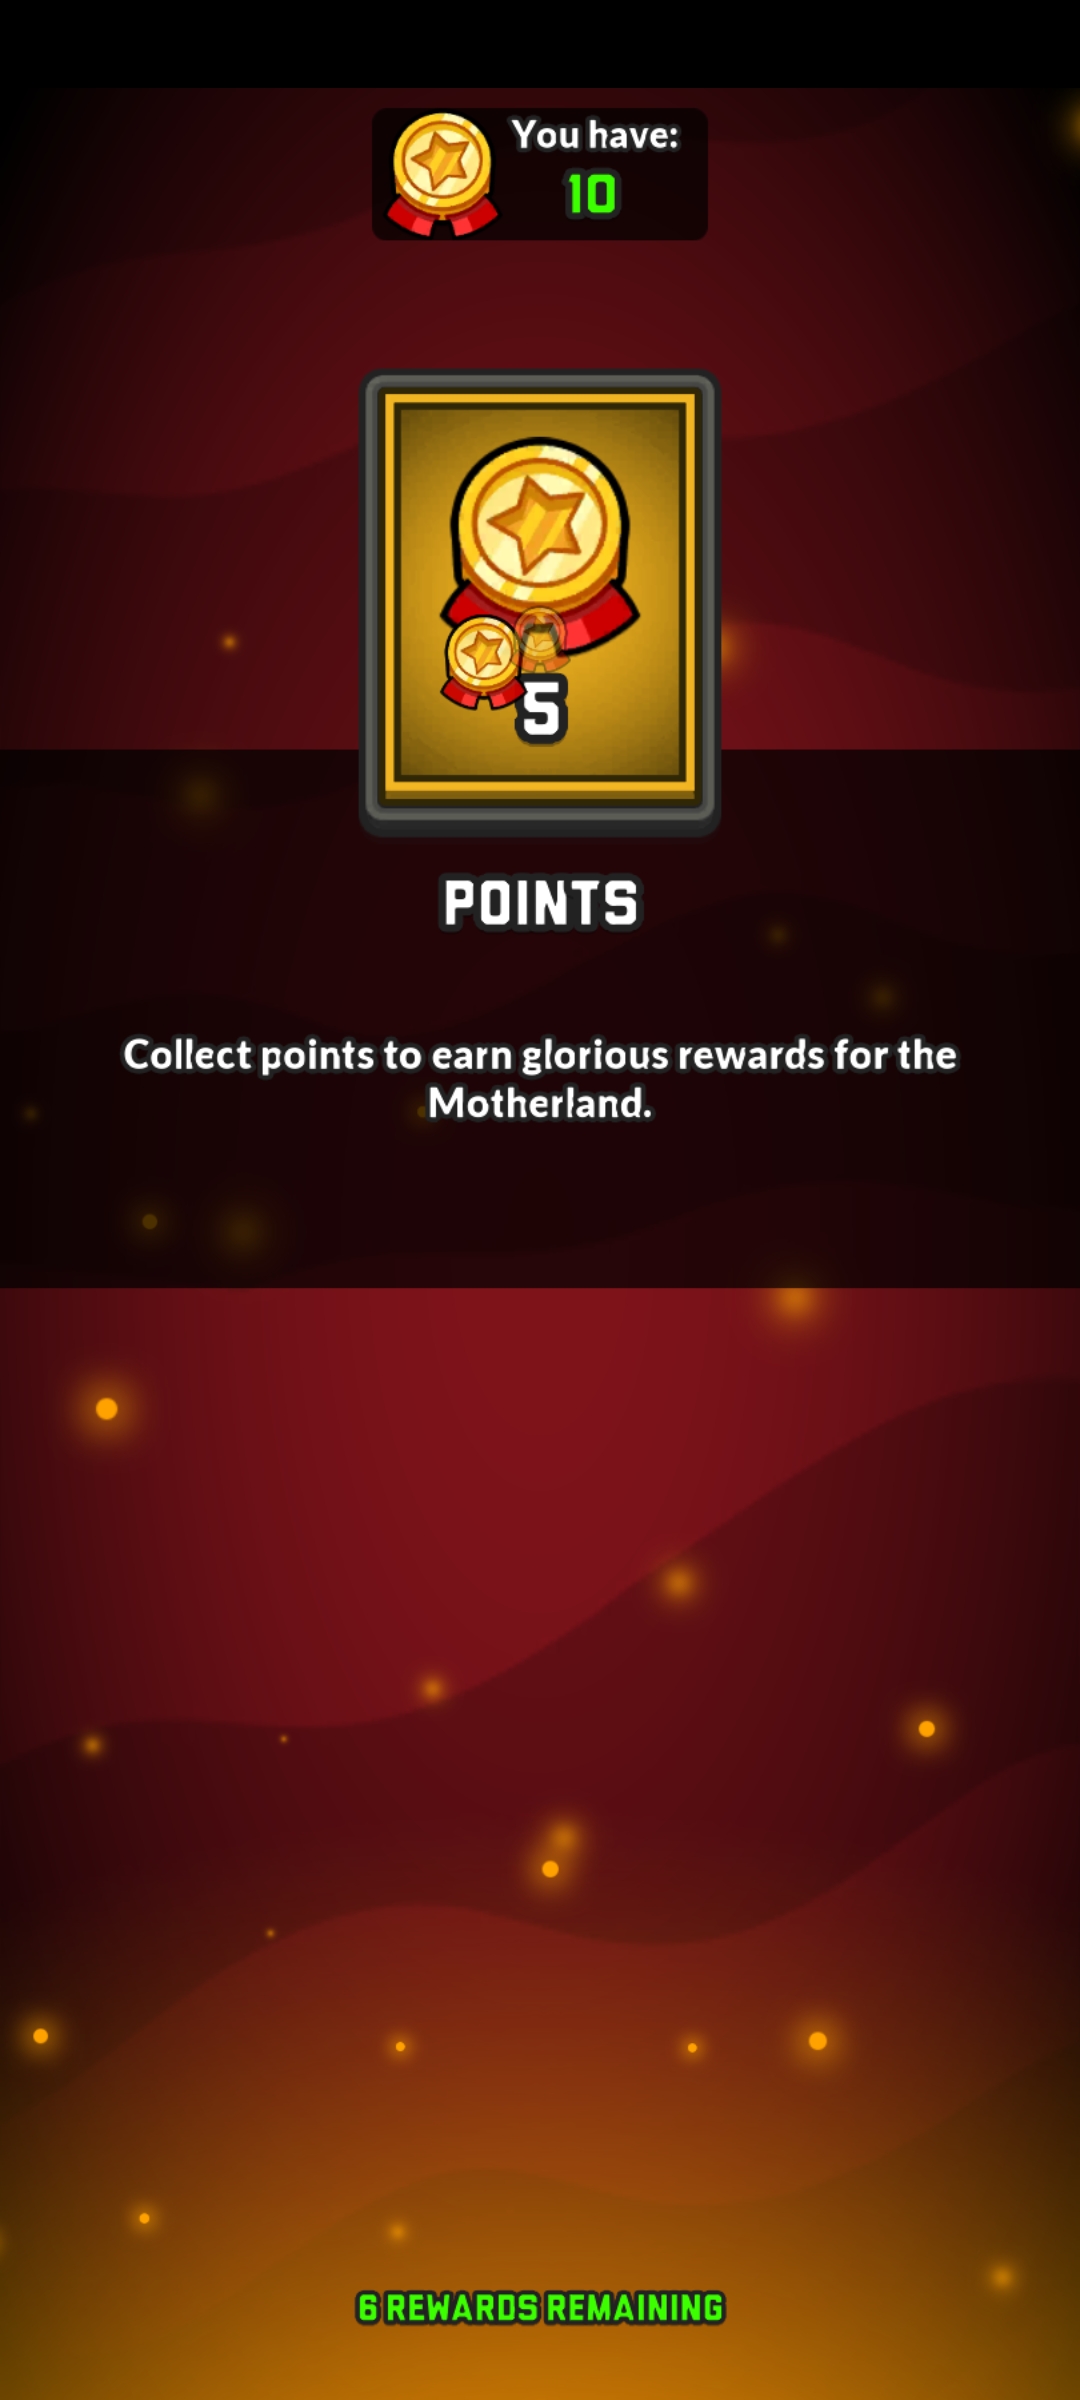 You have:
10
5
POINTS
Collect points to earn glorious rewards for the
Motherland.
6 REWARDS REMAINING